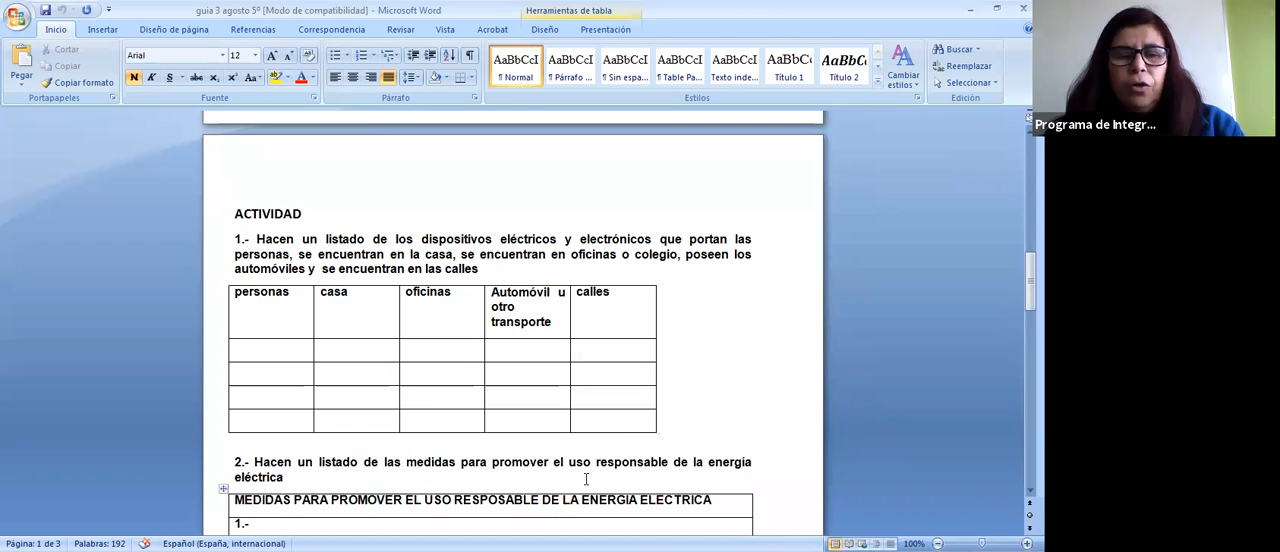 guia 3 agosto 5º [Modo de compatibilidad] - Microsoft Word
Herramientas de tabla
Inicio Insertar Diseño de página Referencias Correspondencia Revisar Vista Acrobat Diseño Presentación
Pegar
Cortar
Copiar
Copiar formato
Portapapeles
Arial 12
Fuente
Párrafo
AaBbCcI AaBbCcI AaBbCcI AaBbCcI AaBbCcI AaBbCcI AaBbCc
¶ Normal ¶ Párrafo ... ¶ Sin espa... ¶ Table Pa... Texto inde... Título 1 Título 2
Estilos
Cambiar
estilos
Buscar
Reemplazar
Seleccionar
Edición
Programa de Integr...
ACTIVIDAD
1.- Hacen un listado de los dispositivos eléctricos y electrónicos que portan las
personas, se encuentran en la casa, se encuentran en oficinas o colegio, poseen los
automóviles y se encuentran en las calles
personas casa oficinas Automóvil u calles
otro
transporte
2.- Hacen un listado de las medidas para promover el uso responsable de la energía
eléctrica
MEDIDAS PARA PROMOVER EL USO RESPOSABLE DE LA ENERGIA ELECTRICA
1.-
Página: 1 de 3 Palabras: 192 Español (España, internacional) 100%